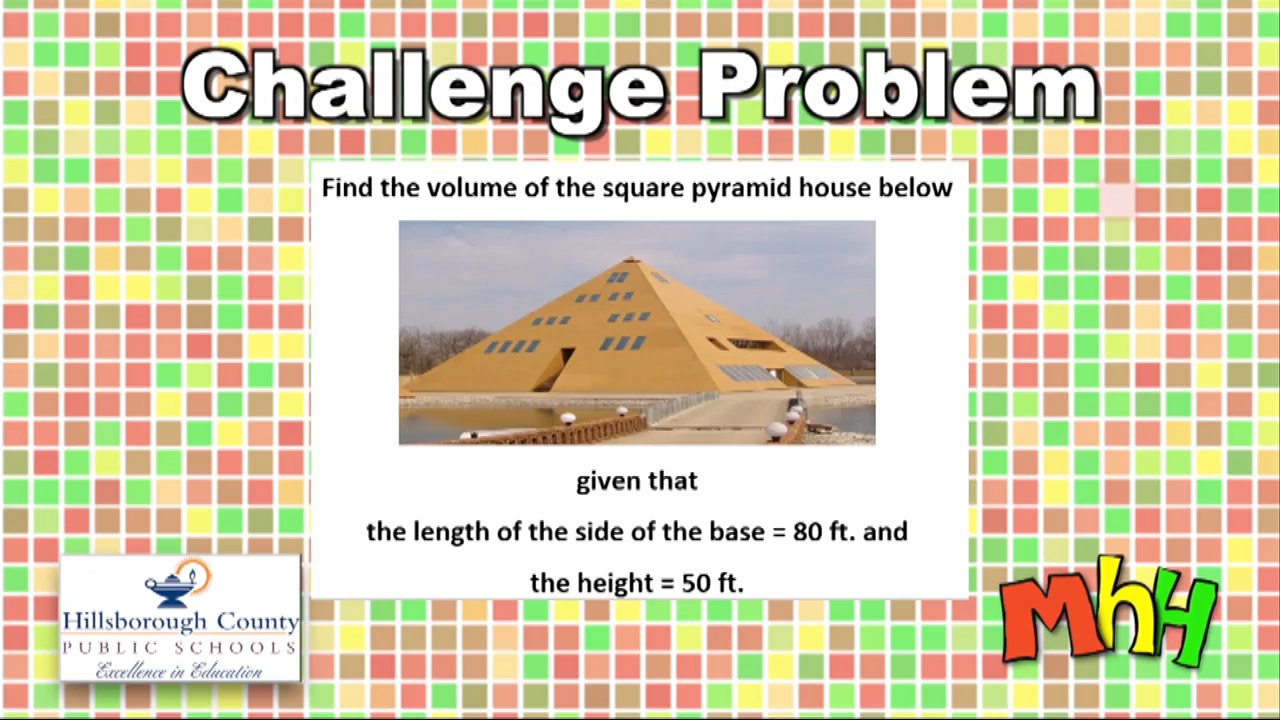 Challenge Problem
Find the volume of the square pyramid house below
given that
the length of the side of the base = 80 ft. and
the height = 50 ft.
Hillsborough County
PUBLIC SCHOOLS
Excellence in Education
MhH